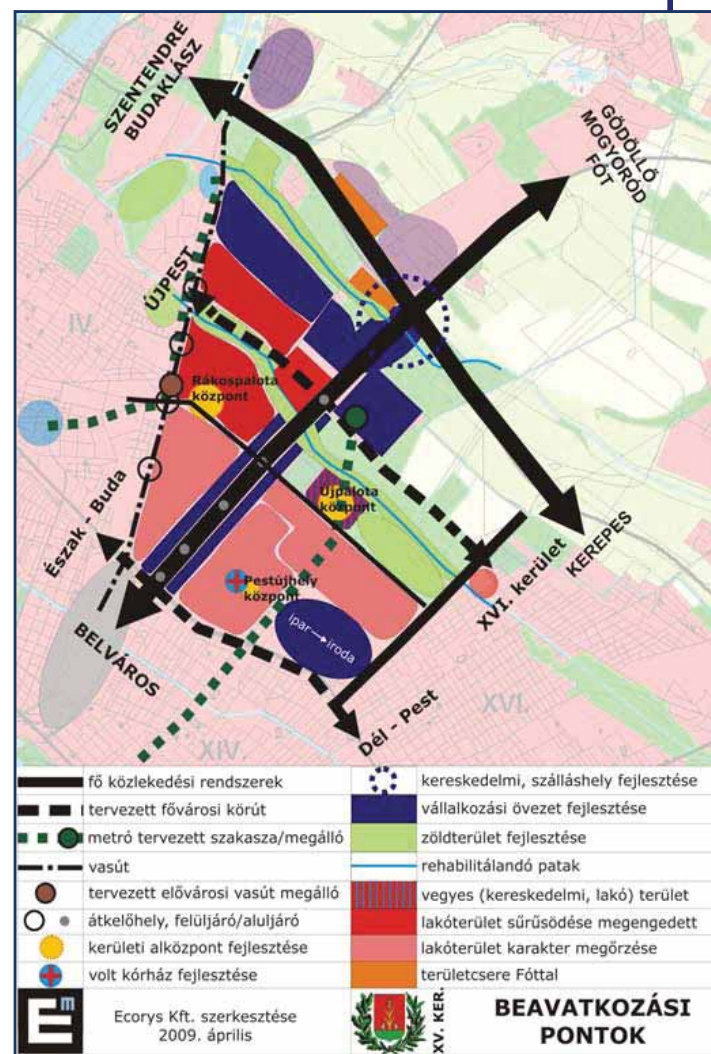 SZENTENDRE
BUDAKLÁSZ
GÖDÖLLŐ
MOGYORÓD
FÓT
ÚJPEST
IV.
Rákospalota
központ
Újpalota
központ
Észak - Buda
Pestújhely
központ
XVI. kerület
KEREPES
BELVÁROS
ipar → iroda
Dél - Pest
XVI.
XIV.
fő közlekedési rendszerek
tervezett fővárosi körút
metró tervezett szakasza/megálló
vasút
tervezett elővárosi vasút megálló
átkelőhely, felüljáró/aluljáró
kerületi alközpont fejlesztése
volt kórház fejlesztése
kereskedelmi, szálláshely fejlesztése
vállalkozási övezet fejlesztése
zöldterület fejlesztése
rehabilitálandó patak
vegyes (kereskedelmi, lakó) terület
lakóterület sűrűsödése megengedett
lakóterület karakter megőrzése
területcsere Fóttal
E m
Ecorys Kft. szerkesztése
2009. április
XV. KER.
BEAVATKOZÁSI
PONTOK